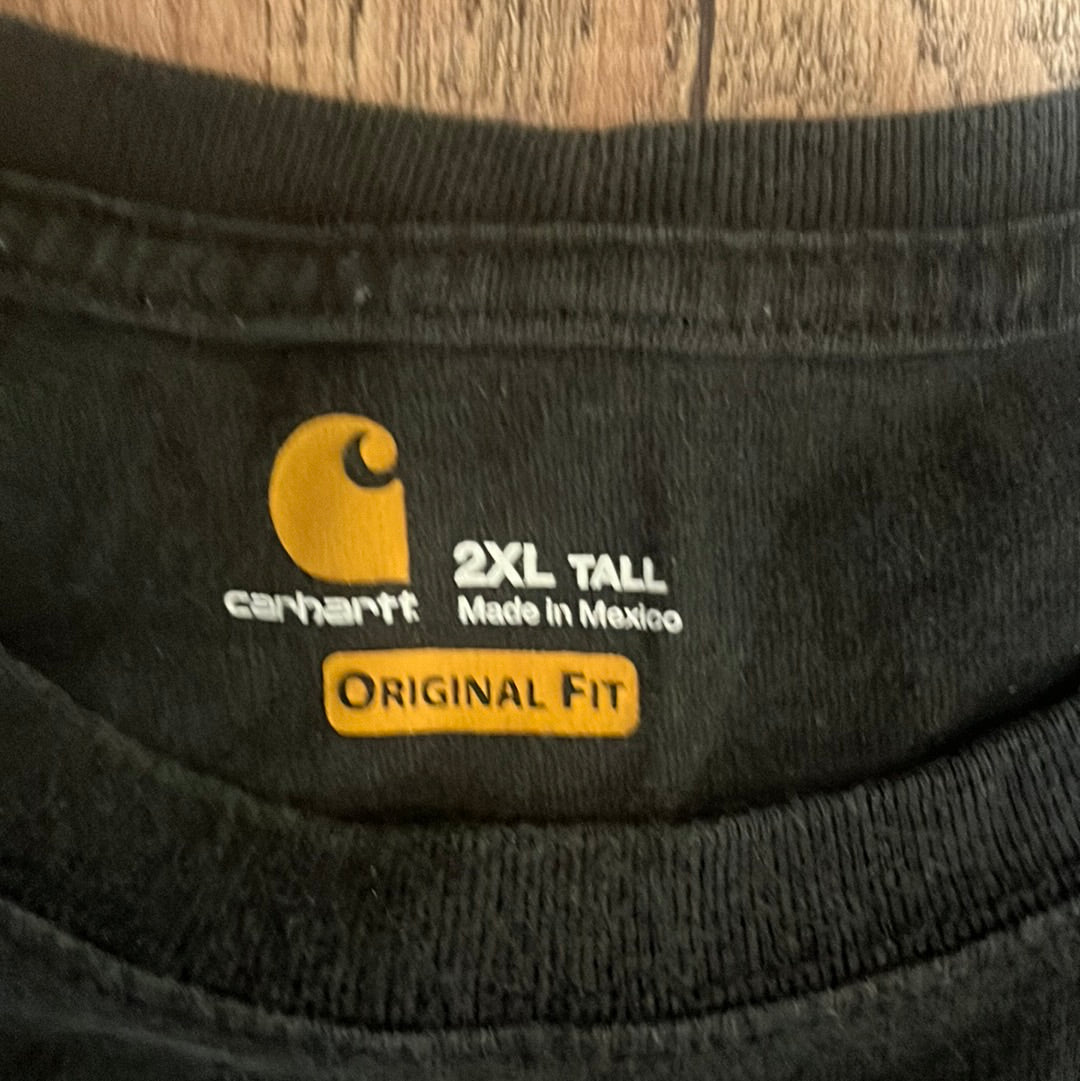 carhartt
2XL TALL
Made in Mexico
ORIGINAL FIT